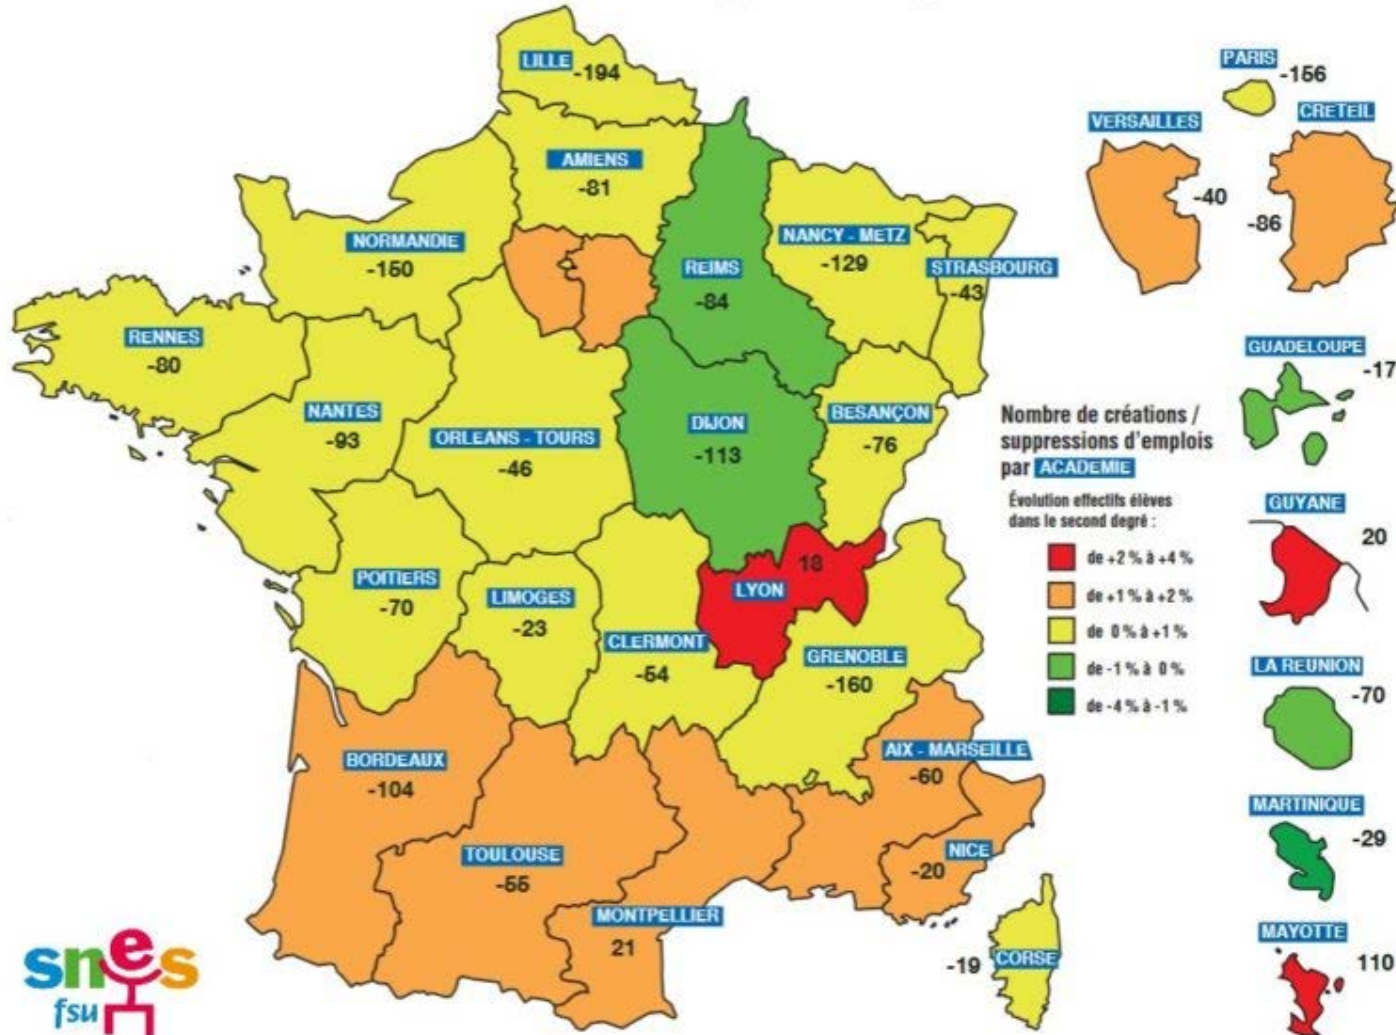 LILLE -194
AMIENS
-81
NORMANDIE
-150
REIMS
-84
NANCY - METZ
-129
STRASBOURG
-43
RENNES
-80
NANTES
-93
ORLEANS - TOURS
-46
DIJON
-113
BESANÇON
-76
POITIERS
-70
LIMOGES
-23
CLERMONT
-54
LYON
18
GRENOBLE
-160
BORDEAUX
-104
TOULOUSE
-55
MONTPELLIER
21
AIX - MARSEILLE
-60
NICE
-20
CORSE
-19
PARIS
-156
VERSAILLES
-40
CRETEIL
-86
Nombre de créations /
suppressions d'emplois
par ACADEMIE
Évolution effectifs élèves
dans le second degré :
de +2 % à +4 %
de +1 % à +2 %
de 0 % à +1 %
de -1 % à 0 %
de -4 % à -1 %
GUADELOUPE
-17
GUYANE
20
LA REUNION
-70
MARTINIQUE
-29
MAYOTTE
110
snes
fsu